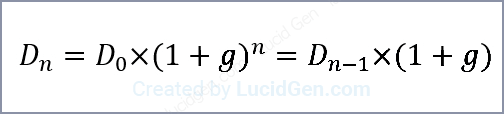 Dₙ = D₀×(1 + g)ⁿ = Dₙ₋₁×(1 + g)
Created by LucidGen.com